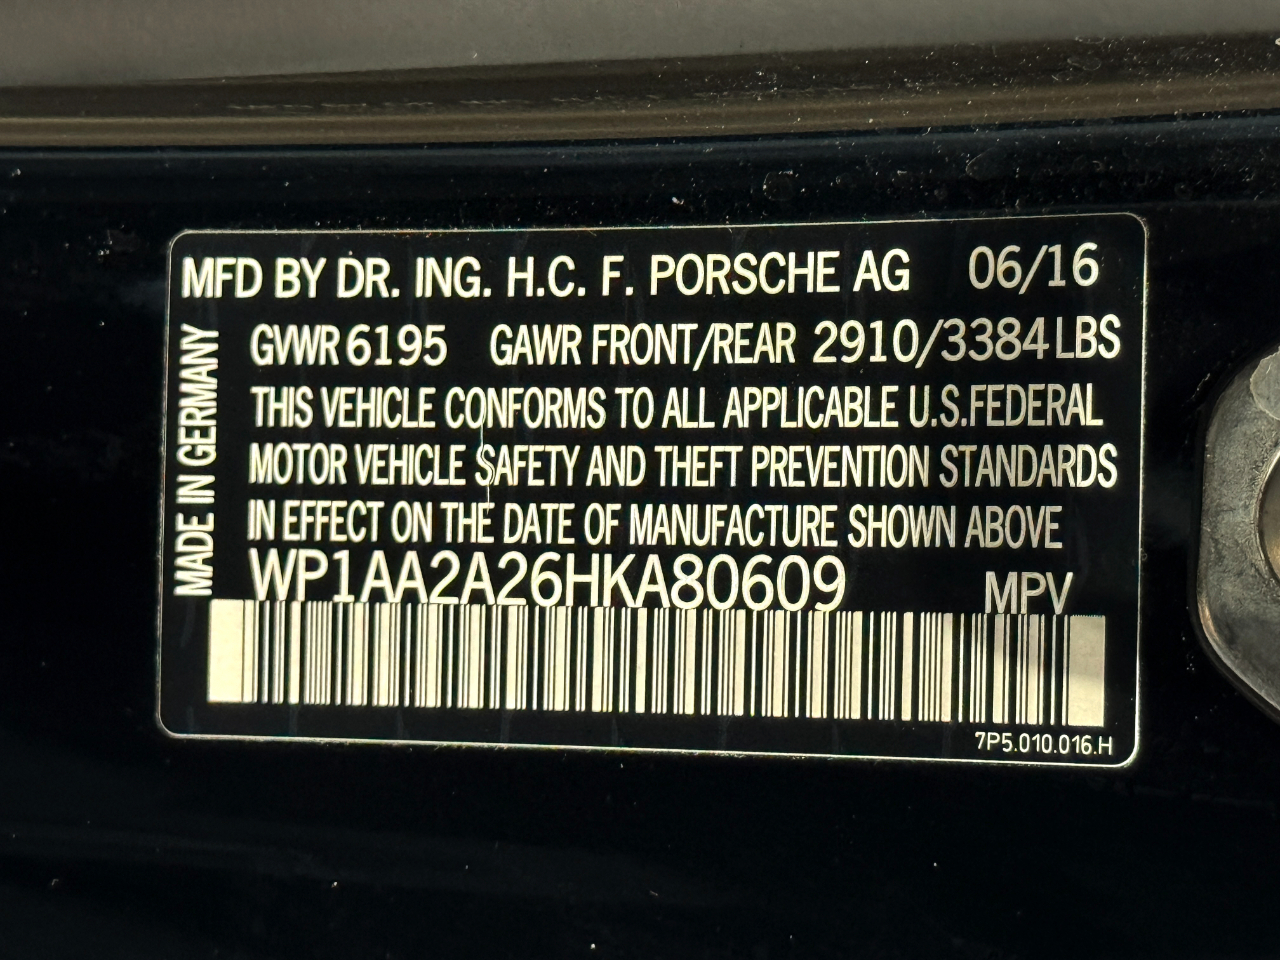 MFD BY DR. ING. H.C. F. PORSCHE AG 06/16
MADE IN GERMANY
GWWR 6195 GAWR FRONT/REAR 2910/3384 LBS
THIS VEHICLE CONFORMS TO ALL APPLICABLE U.S.FEDERAL
MOTOR VEHICLE SAFETY AND THEFT PREVENTION STANDARDS
IN EFFECT ON THE DATE OF MANUFACTURE SHOWN ABOVE
WP1AA2A26HKA80609 MPV
7P5.010.016.H